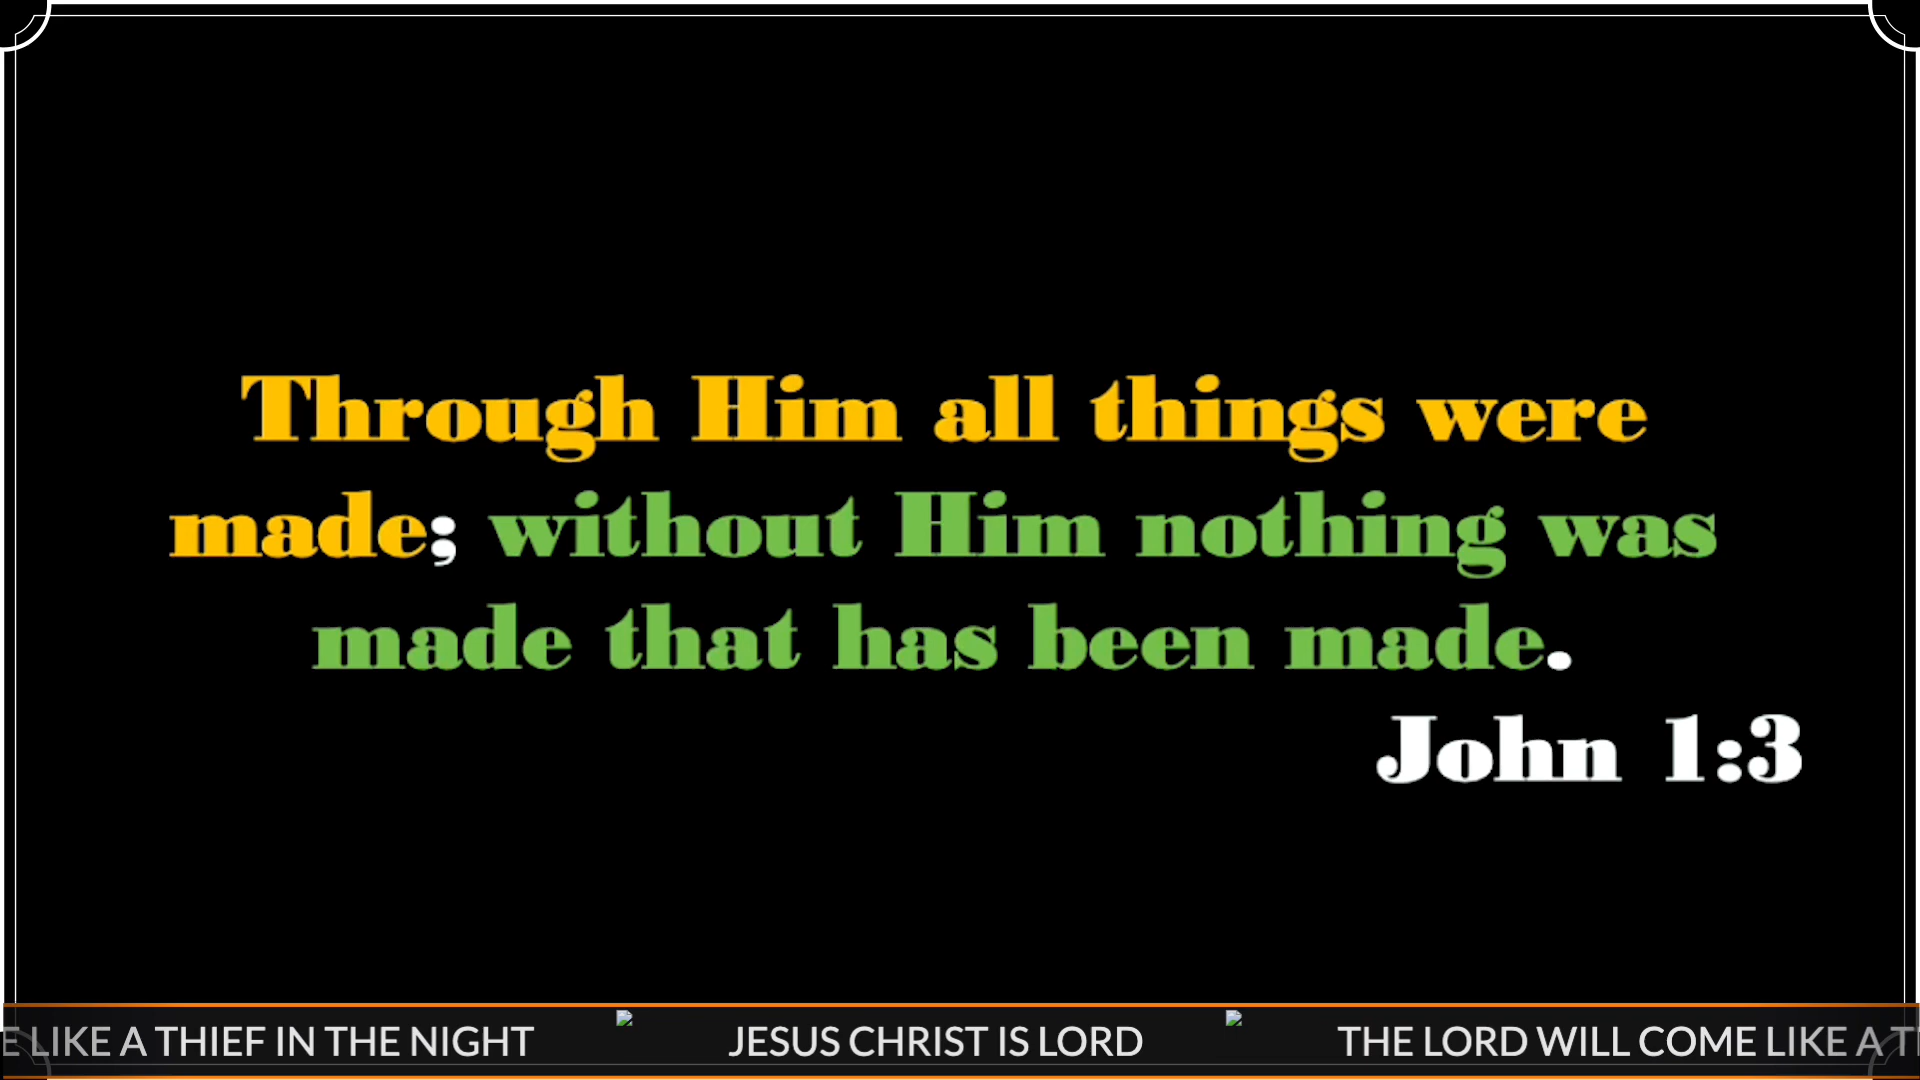 Through Him all things were
made; without Him nothing was
made that has been made.
John 1:3
E LIKE A THIEF IN THE NIGHT
JESUS CHRIST IS LORD
THE LORD WILL COME LIKE A T